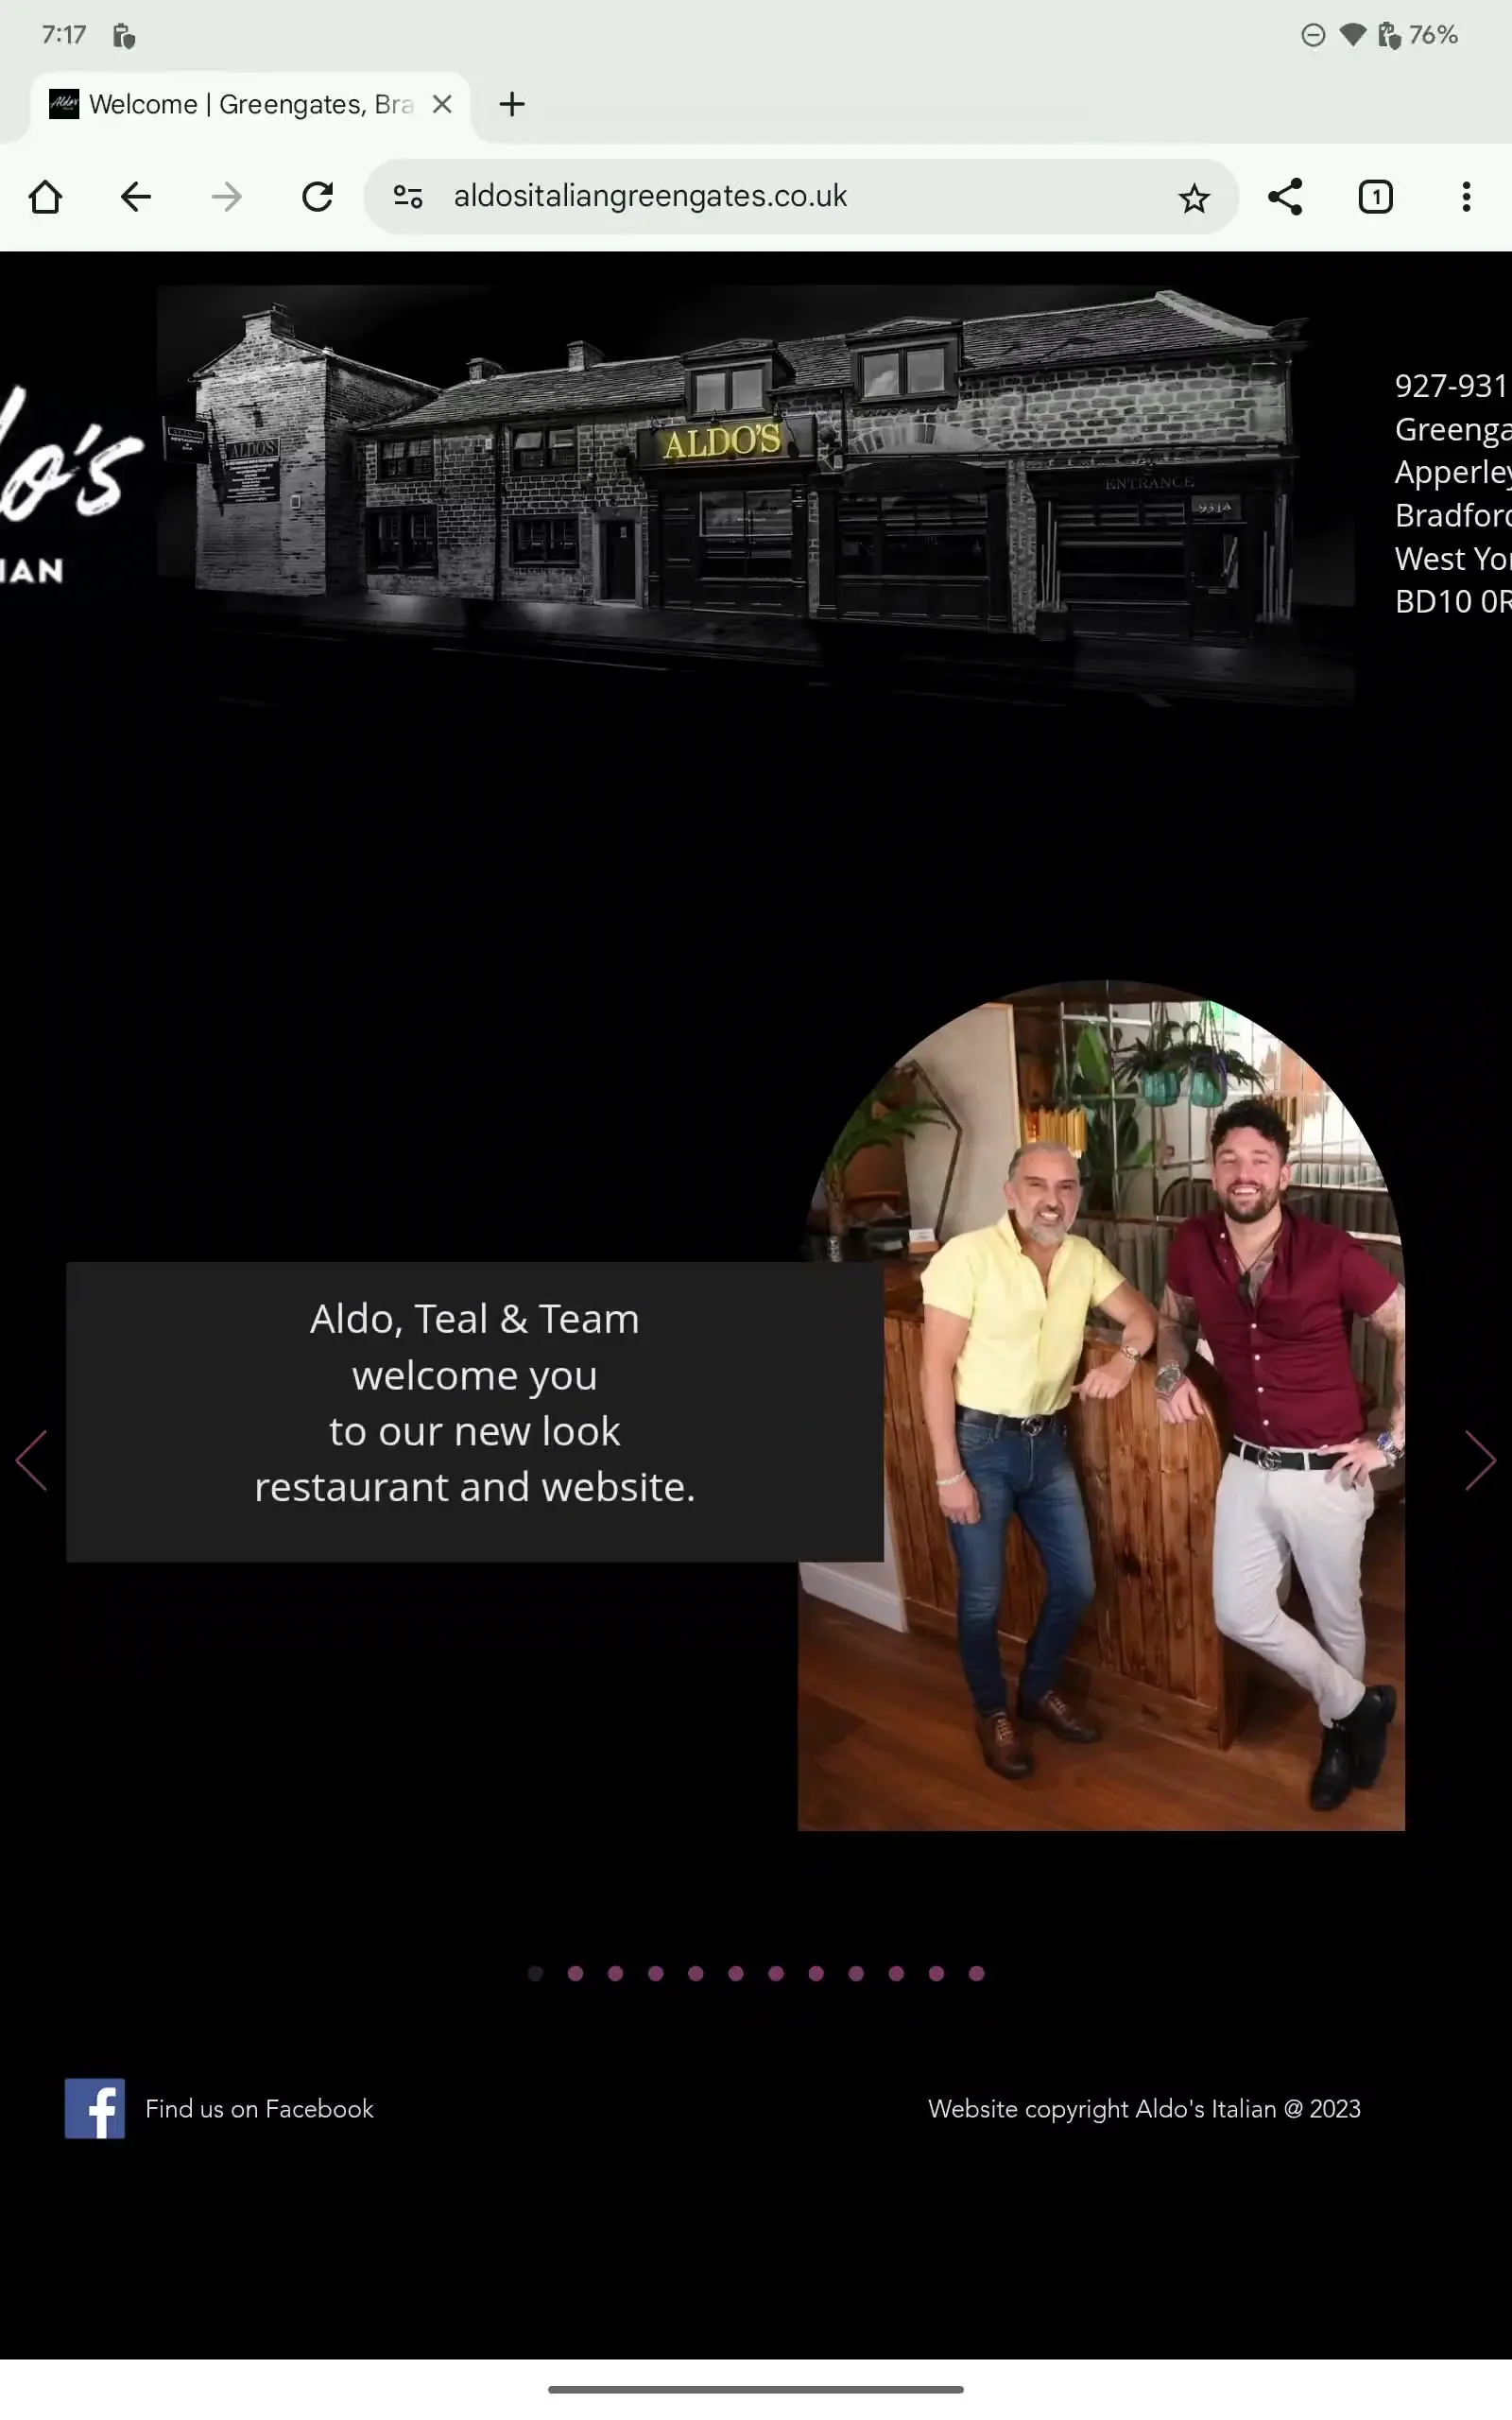 7:17
76%
Welcome | Greengates, Bra
aldositaliangreengates.co.uk
1
lo's
IAN
ALDO'S
ALDO'S
ENTRANCE
931A
927-931
Greenga
Apperley
Bradford
West Yo
BD10 0R
Aldo, Teal & Team
welcome you
to our new look
restaurant and website.
Find us on Facebook
Website copyright Aldo's Italian @ 2023